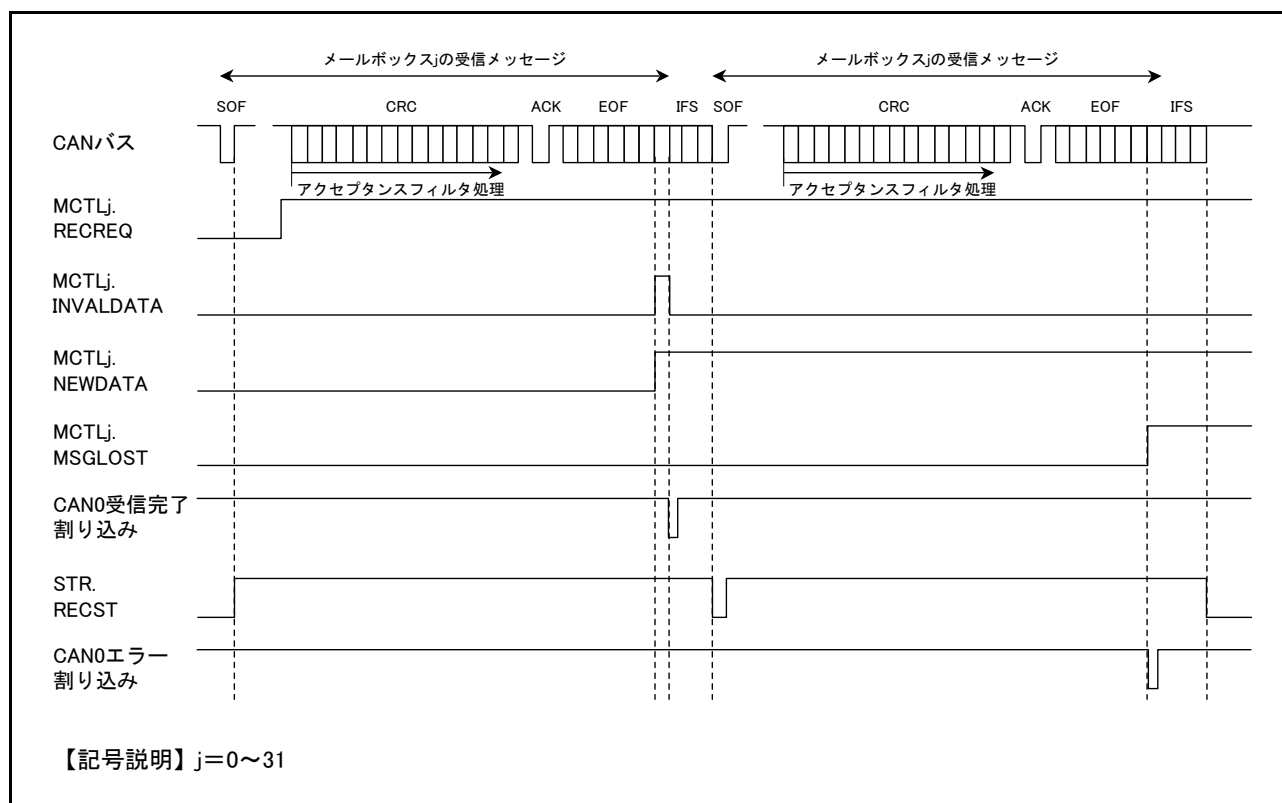 メールボックスjの受信メッセージ メールボックスjの受信メッセージ
SOF CRC ACK EOF IFS SOF CRC ACK EOF IFS
CANバス
アクセプタンスフィルタ処理 アクセプタンスフィルタ処理
MCTLj.
RECREQ
MCTLj.
INVALDATA
MCTLj.
NEWDATA
MCTLj.
MSGLOST
CAN0受信完了
割り込み
STR.
RECST
CAN0エラー
割り込み
【記号説明】j=0~31